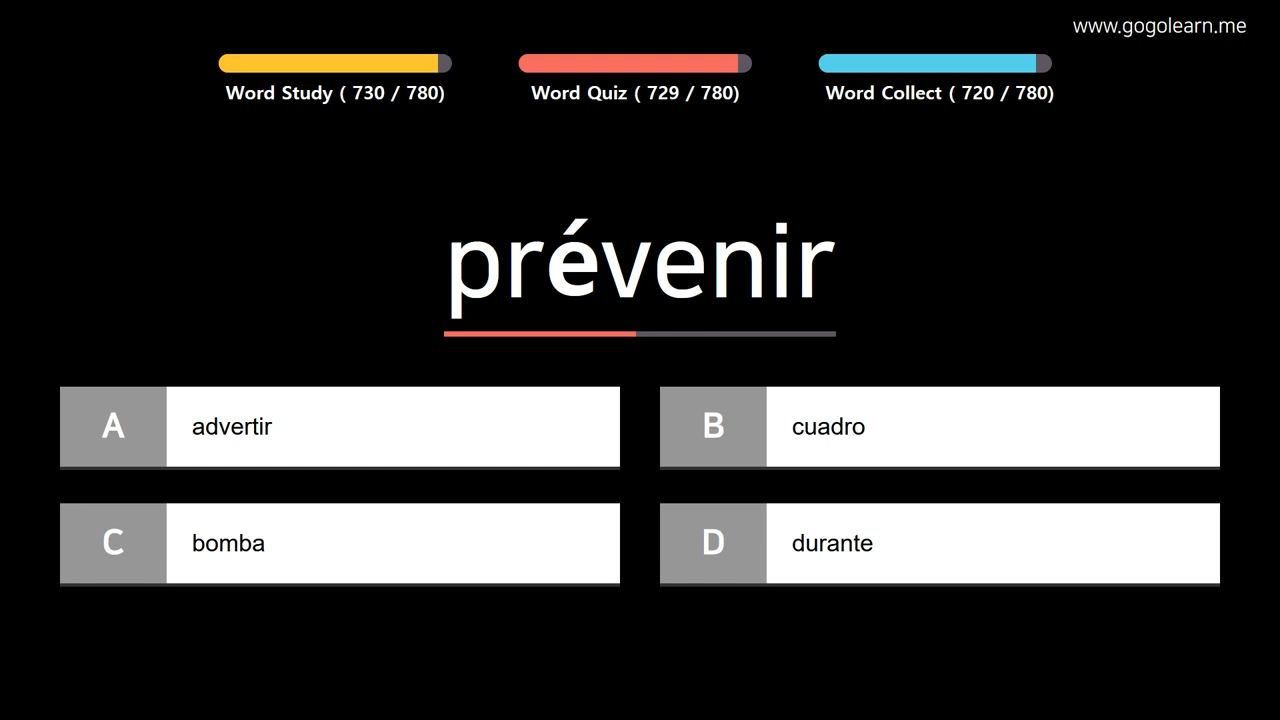 www.gogolearn.me
Word Study ( 730 / 780)
Word Quiz ( 729 / 780)
Word Collect ( 720 / 780)
prévenir
A
advertir
B
cuadro
C
bomba
D
durante